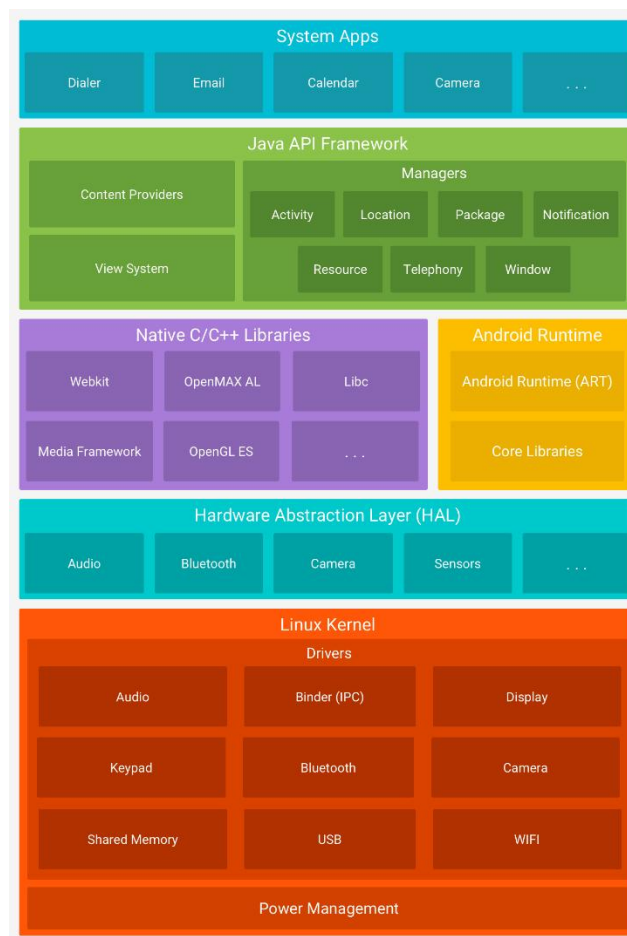 System Apps
Dialer
Email
Calendar
Camera
. . .
Java API Framework
Content Providers
View System
Managers
Activity
Location
Package
Notification
Resource
Telephony
Window
Native C/C++ Libraries
Webkit
OpenMAX AL
Libc
Media Framework
OpenGL ES
. . .
Android Runtime
Android Runtime (ART)
Core Libraries
Hardware Abstraction Layer (HAL)
Audio
Bluetooth
Camera
Sensors
. . .
Linux Kernel
Drivers
Audio
Binder (IPC)
Display
Keypad
Bluetooth
Camera
Shared Memory
USB
WIFI
Power Management